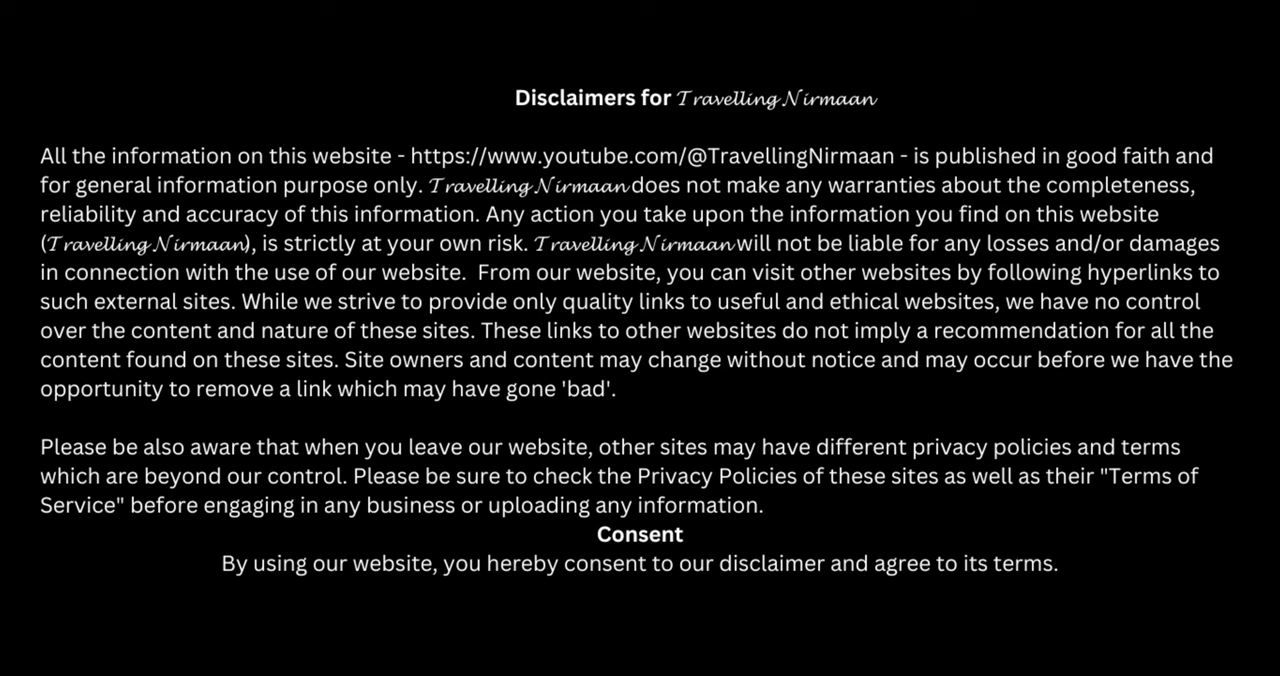 Disclaimers for Travelling Nirmaan
All the information on this website - https://www.youtube.com/@TravellingNirmaan - is published in good faith and
for general information purpose only. Travelling Nirmaan does not make any warranties about the completeness,
reliability and accuracy of this information. Any action you take upon the information you find on this website
(Travelling Nirmaan), is strictly at your own risk. Travelling Nirmaan will not be liable for any losses and/or damages
in connection with the use of our website.  From our website, you can visit other websites by following hyperlinks to
such external sites. While we strive to provide only quality links to useful and ethical websites, we have no control
over the content and nature of these sites. These links to other websites do not imply a recommendation for all the
content found on these sites. Site owners and content may change without notice and may occur before we have the
opportunity to remove a link which may have gone 'bad'.
Please be also aware that when you leave our website, other sites may have different privacy policies and terms
which are beyond our control. Please be sure to check the Privacy Policies of these sites as well as their "Terms of
Service" before engaging in any business or uploading any information.
Consent
By using our website, you hereby consent to our disclaimer and agree to its terms.